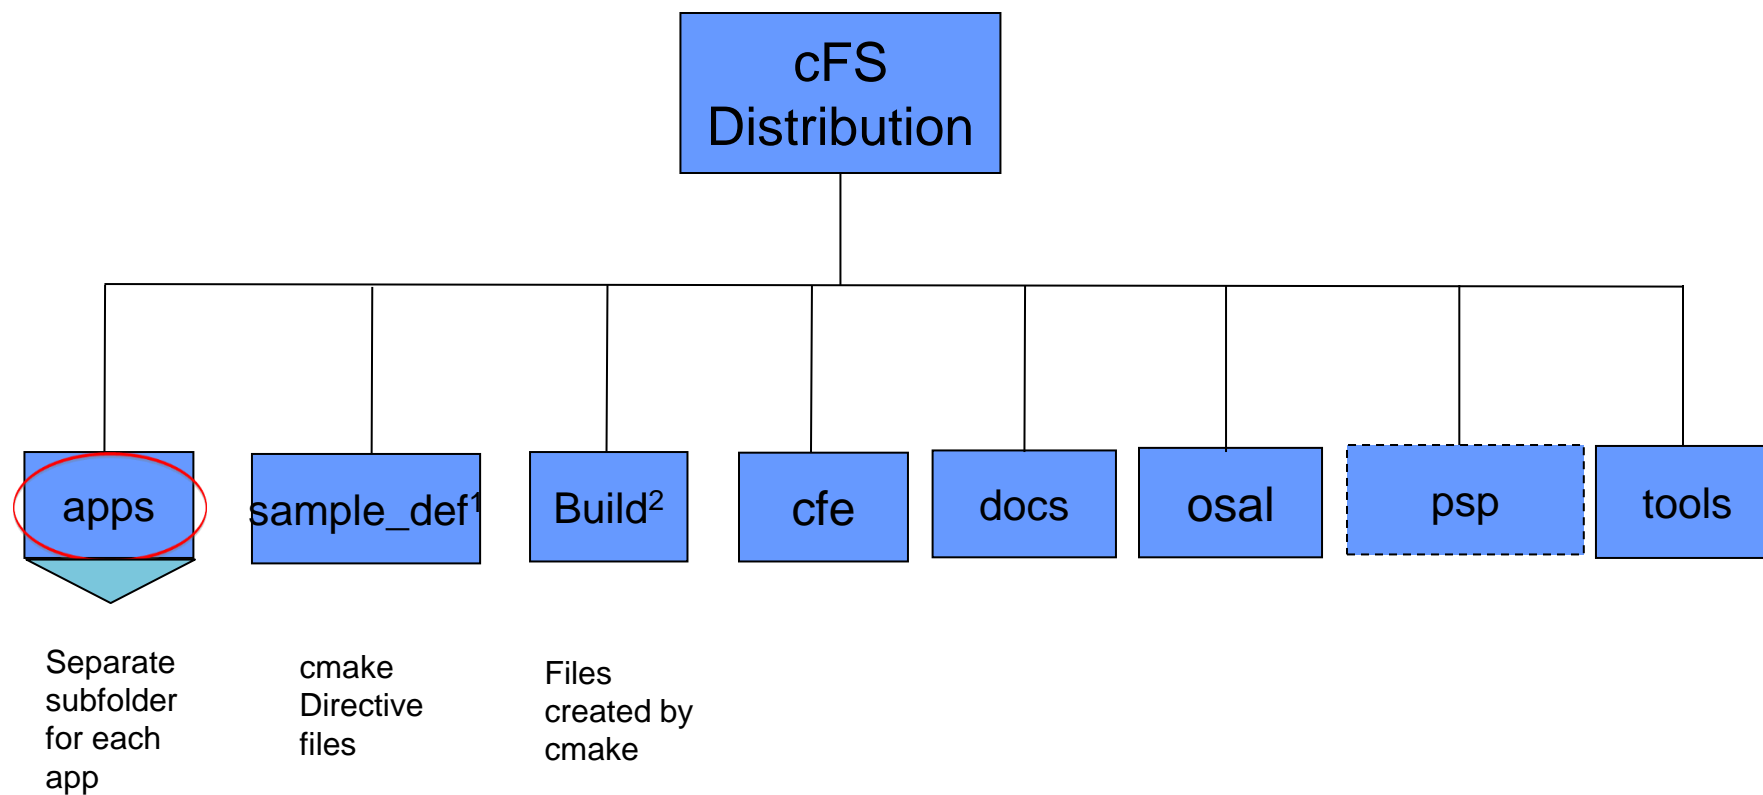 cFS
Distribution
apps
sample_def¹
Build²
cfe
docs
osal
psp
tools
Separate
subfolder
for each
app
cmake
Directive
files
Files
created by
cmake